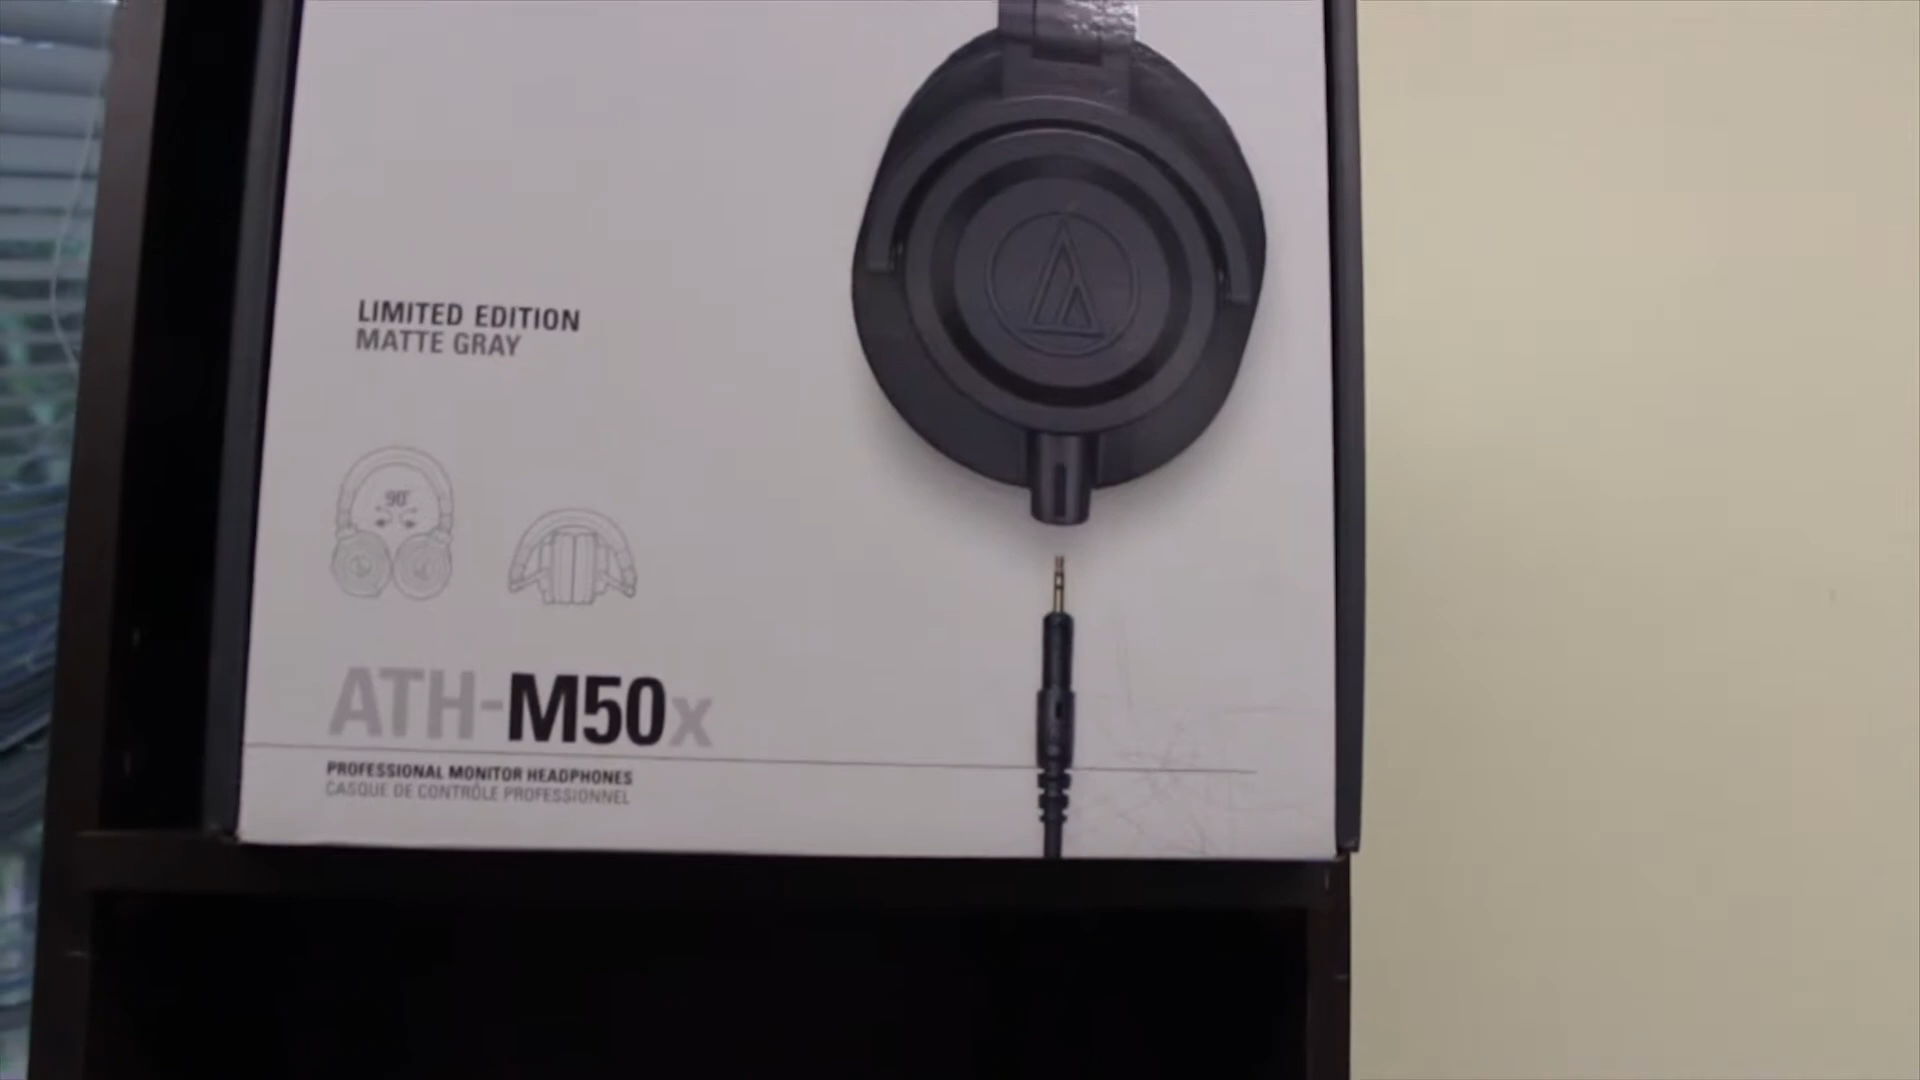 LIMITED EDITION
MATTE GRAY
90°
ATH-M50x
PROFESSIONAL MONITOR HEADPHONES
CASQUE DE CONTRÔLE PROFESSIONNEL